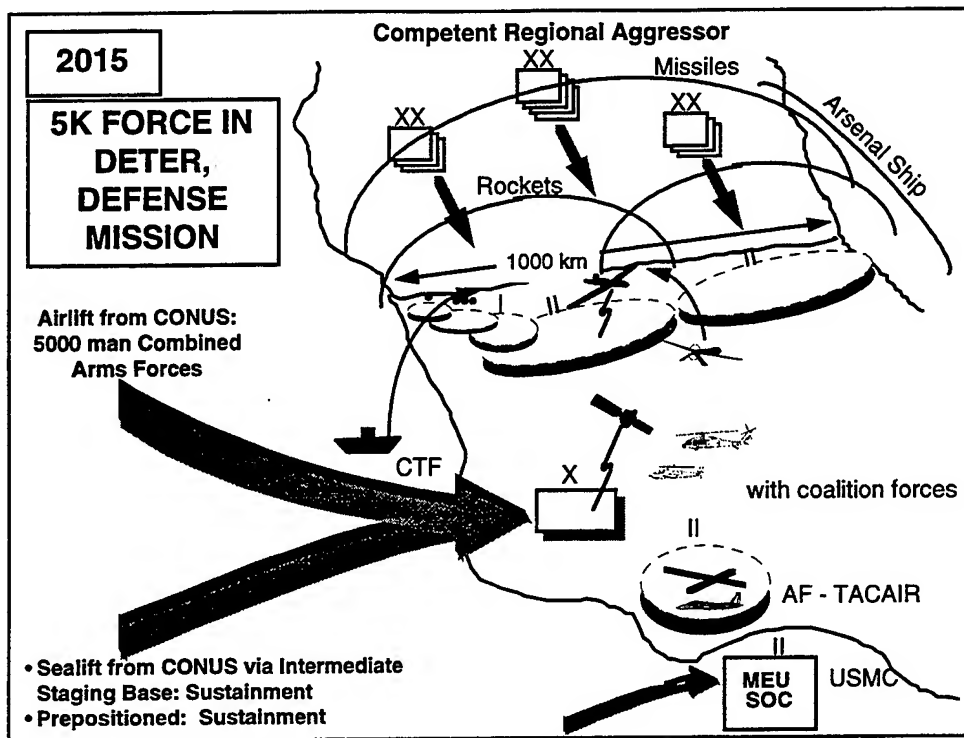 Competent Regional Aggressor
2015
5K FORCE IN
DETER,
DEFENSE
MISSION
XX
XX
XX
Missiles
Arsenal Ship
Rockets
1000 km
I
II
II
Airlift from CONUS:
5000 man Combined
Arms Forces
CTF
X
with coalition forces
II
AF - TACAIR
• Sealift from CONUS via Intermediate
Staging Base: Sustainment
• Prepositioned: Sustainment
II
MEU
SOC
USMC